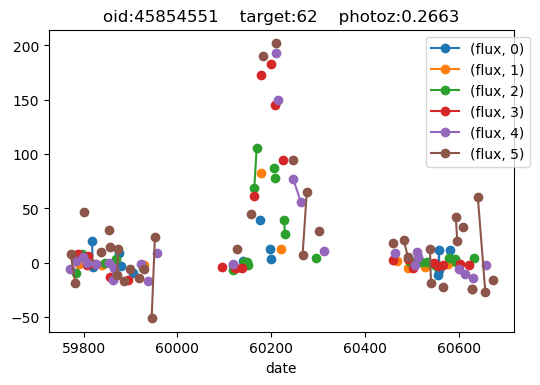 oid:45854551    target:62    photoz:0.2663
(flux, 0)
(flux, 1)
(flux, 2)
(flux, 3)
(flux, 4)
(flux, 5)
200
150
100
50
0
−50
59800 60000 60200 60400 60600
date